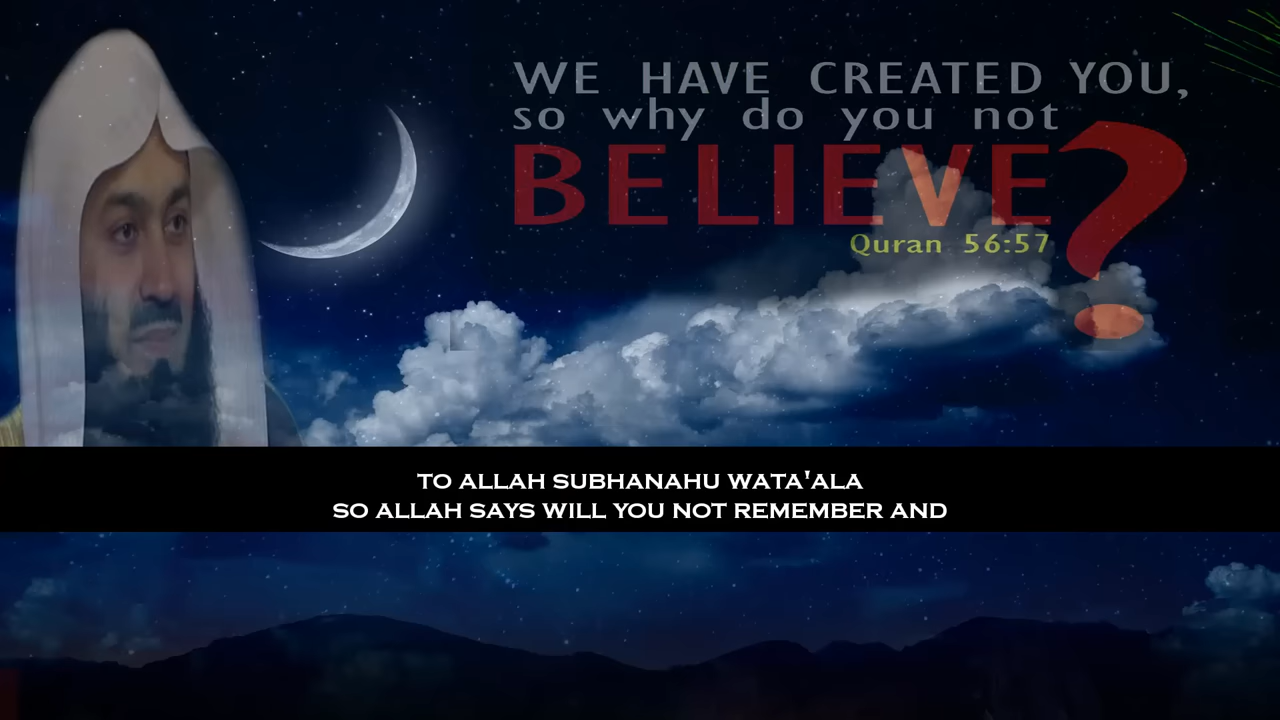 WE HAVE CREATED YOU,
so why do you not
BELIEVE?
Quran 56:57
TO ALLAH SUBHANAHU WATA'ALA
SO ALLAH SAYS WILL YOU NOT REMEMBER AND